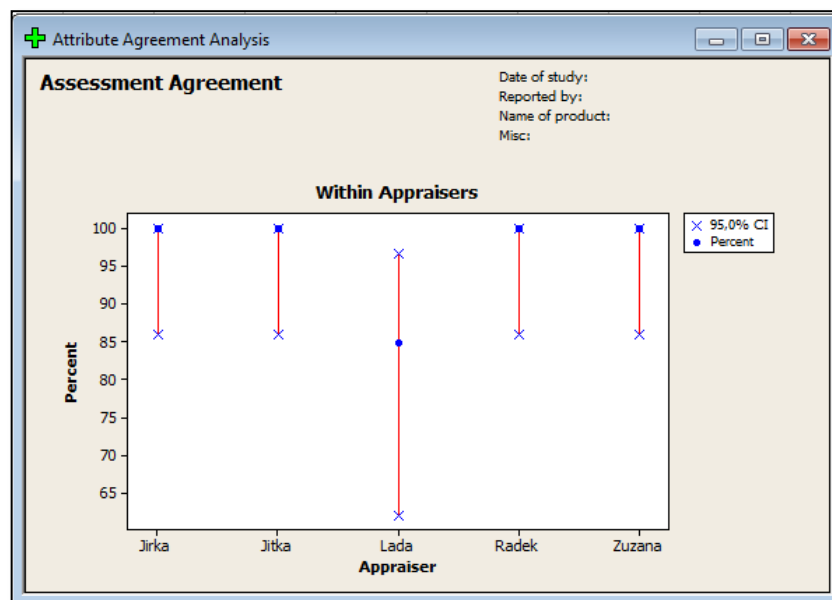 Attribute Agreement Analysis
Assessment Agreement
Date of study:
Reported by:
Name of product:
Misc:
Within Appraisers
100
95
90
85
80
75
70
65
Percent
Jirka Jitka Lada Radek Zuzana
Appraiser
95,0% CI
Percent